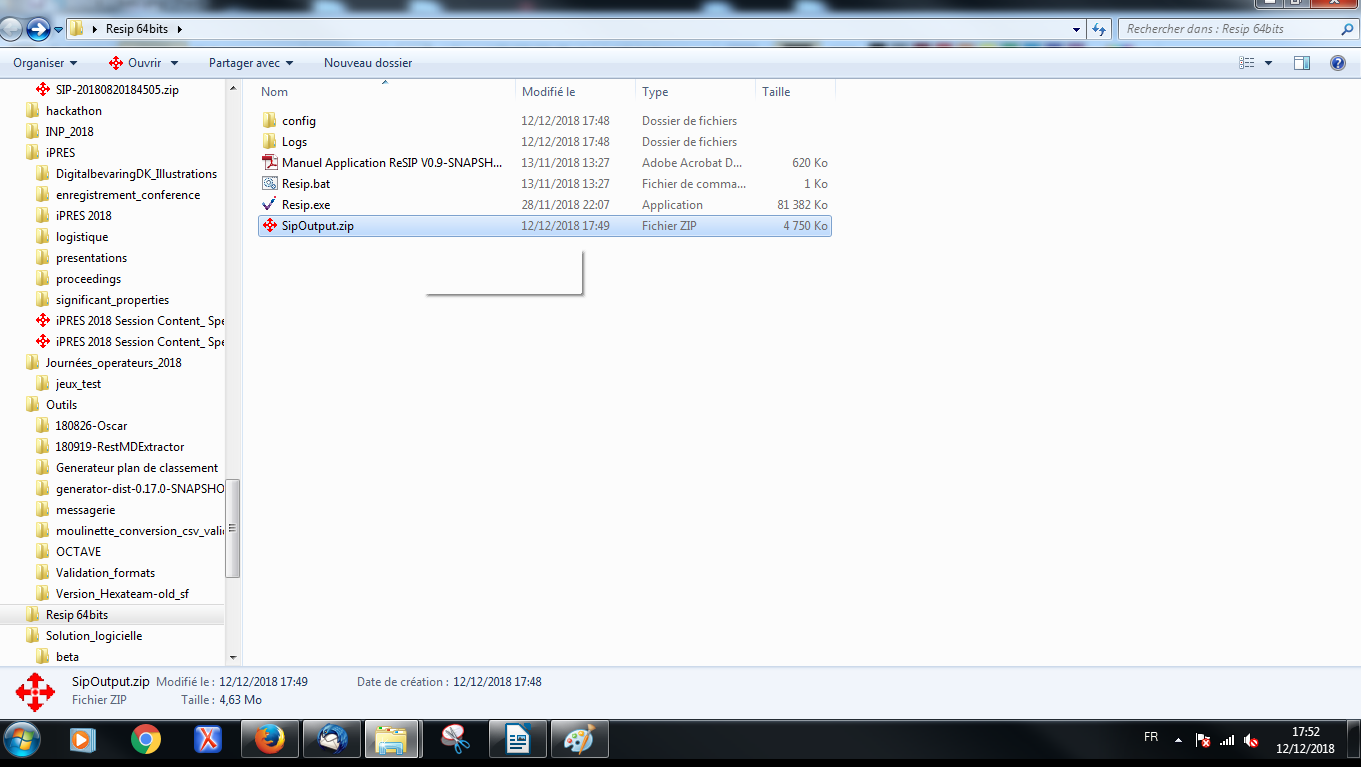 Resip 64bits
Rechercher dans : Resip 64bits
Organiser Ouvrir Partager avec Nouveau dossier
SIP-20180820184505.zip
hackathon
INP_2018
iPRES
DigitalbevaringDK_Illustrations
enregistrement_conference
iPRES 2018
logistique
presentations
proceedings
significant_properties
iPRES 2018 Session Content_ Spe
iPRES 2018 Session Content_ Spe
Journées_operateurs_2018
jeux_test
Outils
180826-Oscar
180919-RestMDExtractor
Generateur plan de classement
generator-dist-0.17.0-SNAPSHO
messagerie
moulinette_conversion_csv_valid
OCTAVE
Validation_formats
Version_Hexateam-old_sf
Resip 64bits
Solution_logicielle
beta
Nom Modifié le Type Taille
config 12/12/2018 17:48 Dossier de fichiers
Logs 12/12/2018 17:48 Dossier de fichiers
Manuel Application ReSIP V0.9-SNAPSH... 13/11/2018 13:27 Adobe Acrobat D... 620 Ko
Resip.bat 13/11/2018 13:27 Fichier de comma... 1 Ko
Resip.exe 28/11/2018 22:07 Application 81 382 Ko
SipOutput.zip 12/12/2018 17:49 Fichier ZIP 4 750 Ko
SipOutput.zip Modifié le : 12/12/2018 17:49 Date de création : 12/12/2018 17:48
Fichier ZIP Taille : 4,63 Mo
FR
17:52
12/12/2018